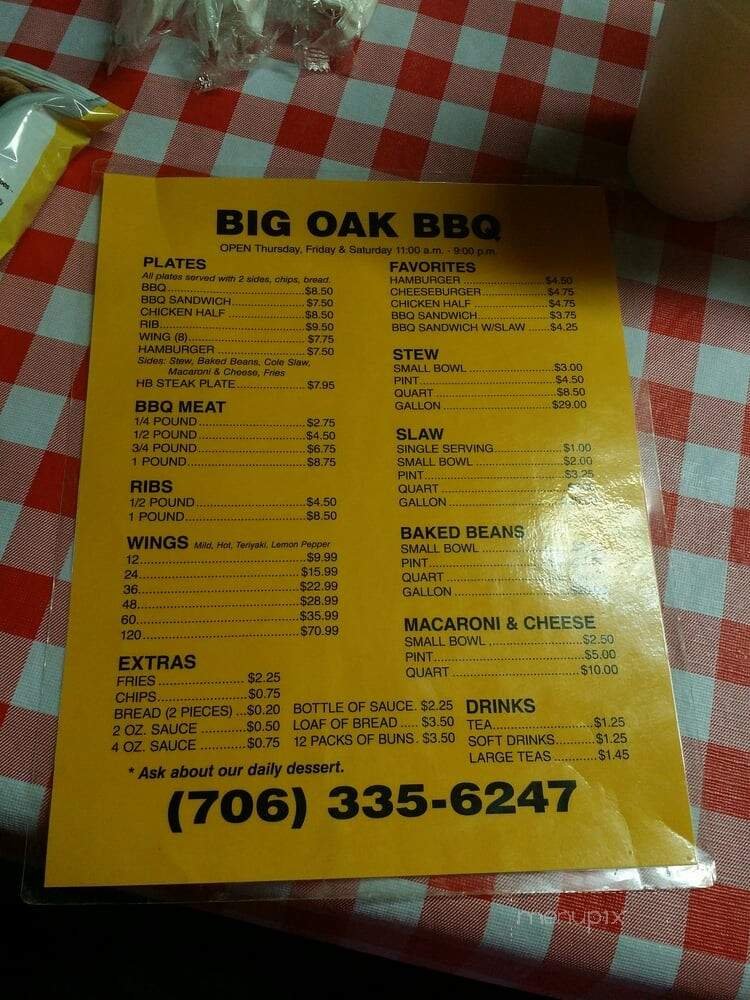 BIG OAK BBQ
OPEN Thursday, Friday & Saturday 11:00 a.m. - 9:00 p.m.
PLATES
All plates served with 2 sides, chips, bread.
BBQ $8.50
BBQ SANDWICH $7.50
CHICKEN HALF $8.50
RIB $9.50
WING (8) $7.75
HAMBURGER $7.50
Sides: Stew, Baked Beans, Cole Slaw,
Macaroni & Cheese, Fries
HB STEAK PLATE $7.95
BBQ MEAT
1/4 POUND $2.75
1/2 POUND $4.50
3/4 POUND $6.75
1 POUND $8.75
RIBS
1/2 POUND $4.50
1 POUND $8.50
WINGS Mild, Hot, Teriyaki, Lemon Pepper
12 $9.99
24 $15.99
36 $22.99
48 $28.99
60 $35.99
120 $70.99
FAVORITES
HAMBURGER $4.50
CHEESEBURGER $4.75
CHICKEN HALF $4.75
BBQ SANDWICH $3.75
BBQ SANDWICH W/SLAW $4.25
STEW
SMALL BOWL $3.00
PINT $4.50
QUART $8.50
GALLON $29.00
SLAW
SINGLE SERVING $1.00
SMALL BOWL $2.00
PINT $3.25
QUART
GALLON
BAKED BEANS
SMALL BOWL
PINT
QUART
GALLON
MACARONI & CHEESE
SMALL BOWL $2.50
PINT $5.00
QUART $10.00
EXTRAS
FRIES $2.25
CHIPS $0.75
BREAD (2 PIECES) $0.20
2 OZ. SAUCE $0.50
4 OZ. SAUCE $0.75
BOTTLE OF SAUCE $2.25
LOAF OF BREAD $3.50
12 PACKS OF BUNS $3.50
DRINKS
TEA $1.25
SOFT DRINKS $1.25
LARGE TEAS $1.45
* Ask about our daily dessert.
(706) 335-6247
menupix